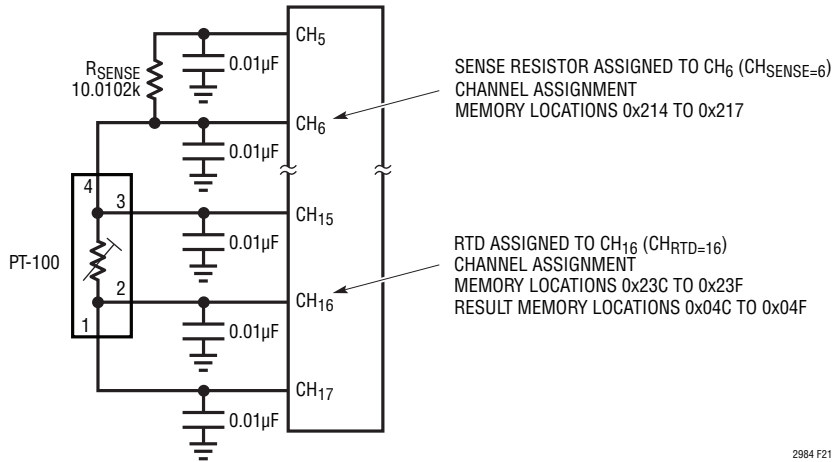 CH5
RSENSE
10.0102k
0.01µF
SENSE RESISTOR ASSIGNED TO CH6 (CHSENSE=6)
CHANNEL ASSIGNMENT
MEMORY LOCATIONS 0x214 TO 0x217
CH6
0.01µF
4
3
CH15
PT-100
0.01µF
RTD ASSIGNED TO CH16 (CHRTD=16)
CHANNEL ASSIGNMENT
MEMORY LOCATIONS 0x23C TO 0x23F
RESULT MEMORY LOCATIONS 0x04C TO 0x04F
2
CH16
1
0.01µF
CH17
0.01µF
2984 F21